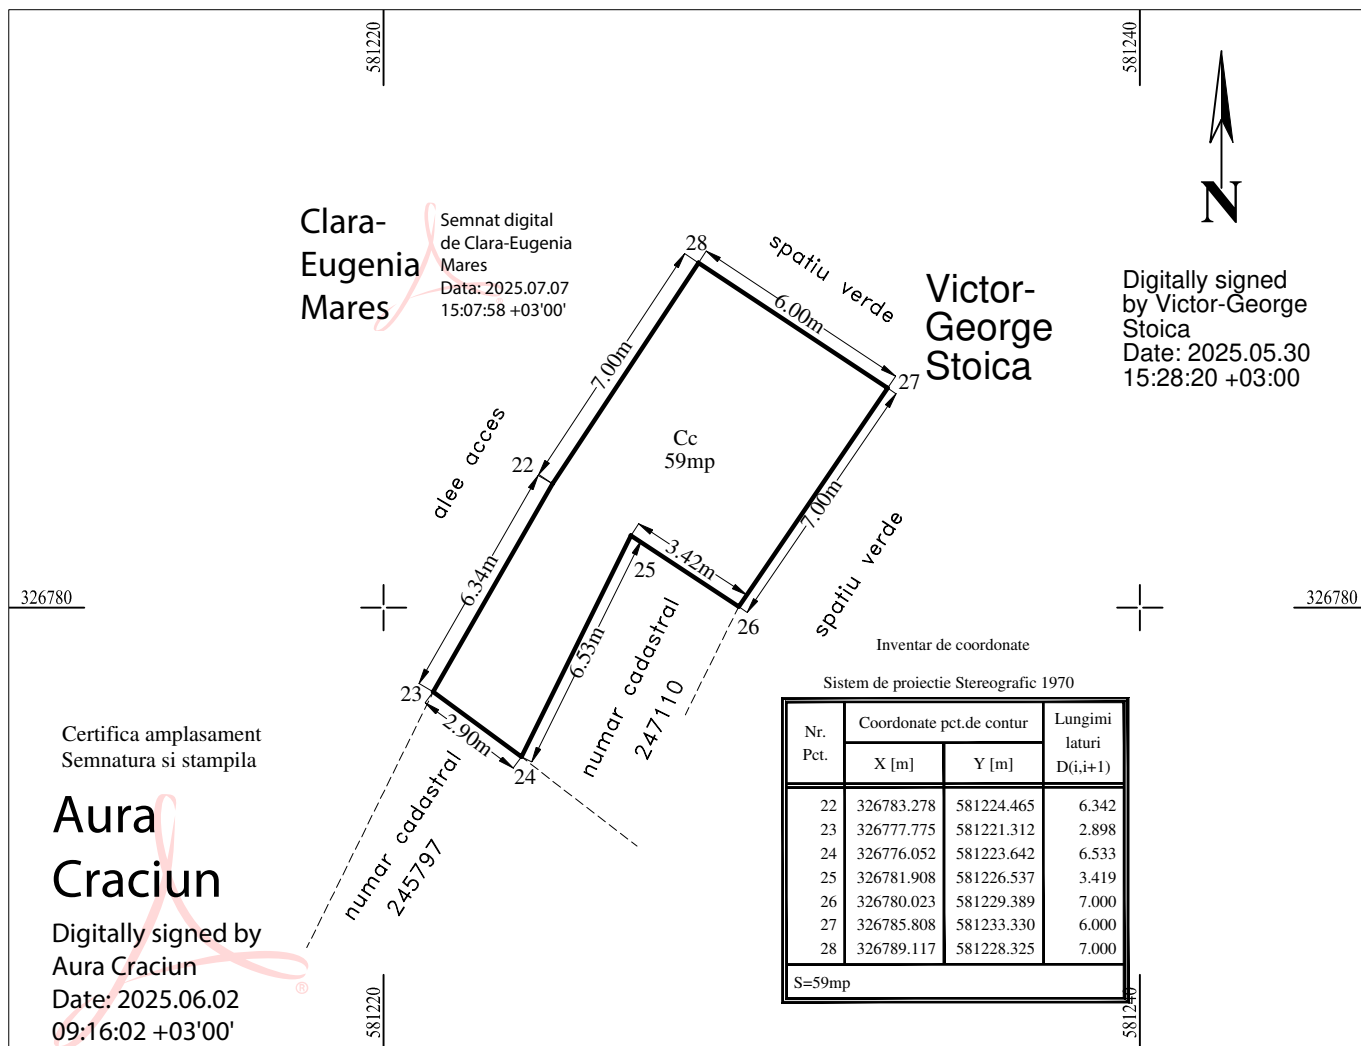 581220
581240
N
Clara-
Eugenia
Mares
Semnat digital
de Clara-Eugenia
Mares
Data: 2025.07.07
15:07:58 +03'00'
28
spatiu verde
6.00m
Victor-
George
Stoica
Digitally signed
by Victor-George
Stoica
Date: 2025.05.30
15:28:20 +03:00
7.00m
27
alee acces
22
Cc
59mp
7.00m
6.34m
25
3.42m
spatiu verde
326780
326780
26
6.53m
numar cadastral
247110
23
2.90m
24
numar cadastral
245797
Certifica amplasament
Semnatura si stampila
Aura
Craciun
Digitally signed by
Aura Craciun
Date: 2025.06.02
09:16:02 +03'00'
®
Inventar de coordonate
Sistem de proiectie Stereografic 1970
Nr. Pct. Coordonate pct.de contur Lungimi laturi D(i,i+1)
X [m] Y [m]
22 326783.278 581224.465 6.342
23 326777.775 581221.312 2.898
24 326776.052 581223.642 6.533
25 326781.908 581226.537 3.419
26 326780.023 581229.389 7.000
27 326785.808 581233.330 6.000
28 326789.117 581228.325 7.000
S=59mp
581220
581240